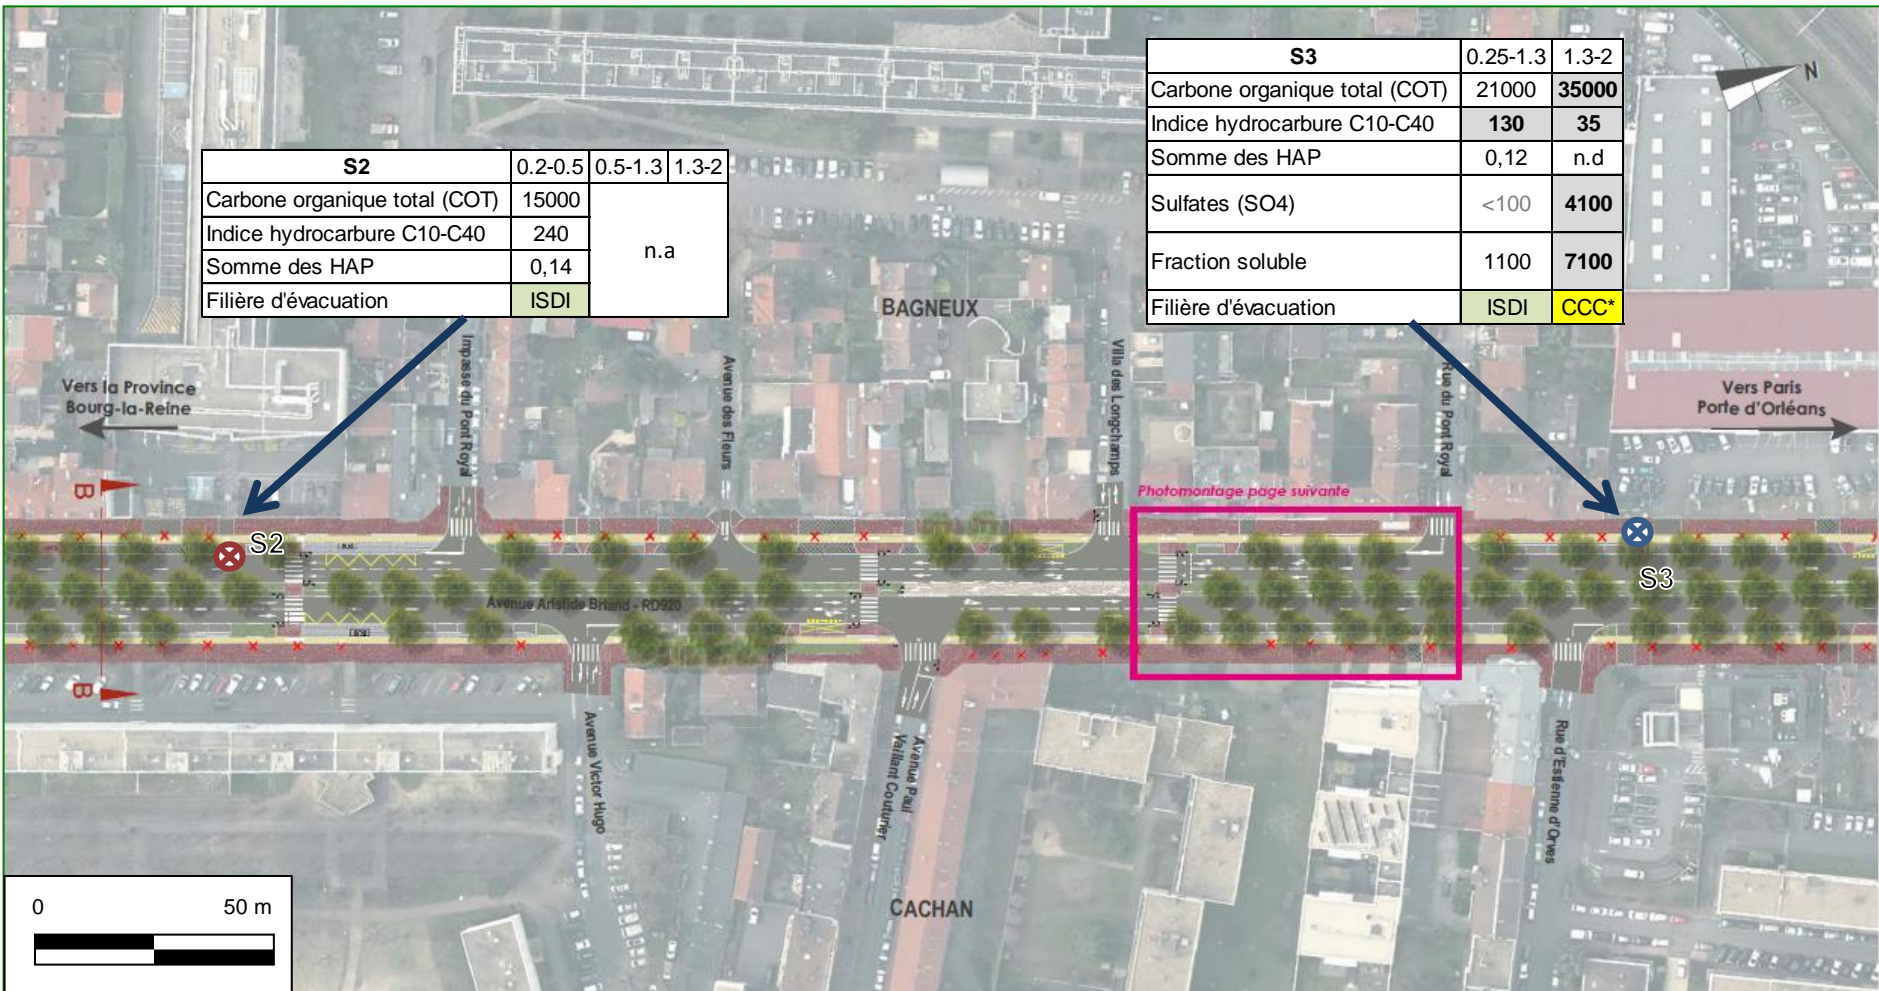 S3 0.25-1.3 1.3-2
Carbone organique total (COT) 21000 35000
Indice hydrocarbure C10-C40 130 35
Somme des HAP 0,12 n.d
Sulfates (SO4) <100 4100
Fraction soluble 1100 7100
Filière d'évacuation ISDI CCC*
N
S2 0.2-0.5 0.5-1.3 1.3-2
Carbone organique total (COT) 15000
Indice hydrocarbure C10-C40 240
Somme des HAP 0,14
Filière d'évacuation ISDI
n.a
BAGNEUX
Vers la Province
Bourg-la-Reine
Impasse du Pont Royal
Avenue des Fleurs
Villa des Longchamps
Rue du Pont Royal
Vers Paris
Porte d'Orléans
B
Photomontage page suivante
S2
S3
Avenue Aristide Briand - RD920
B
Avenue Victor Hugo
Avenue Paul
Vaillant Couturier
Rue d'Estienne d'Orves
CACHAN
0 50 m